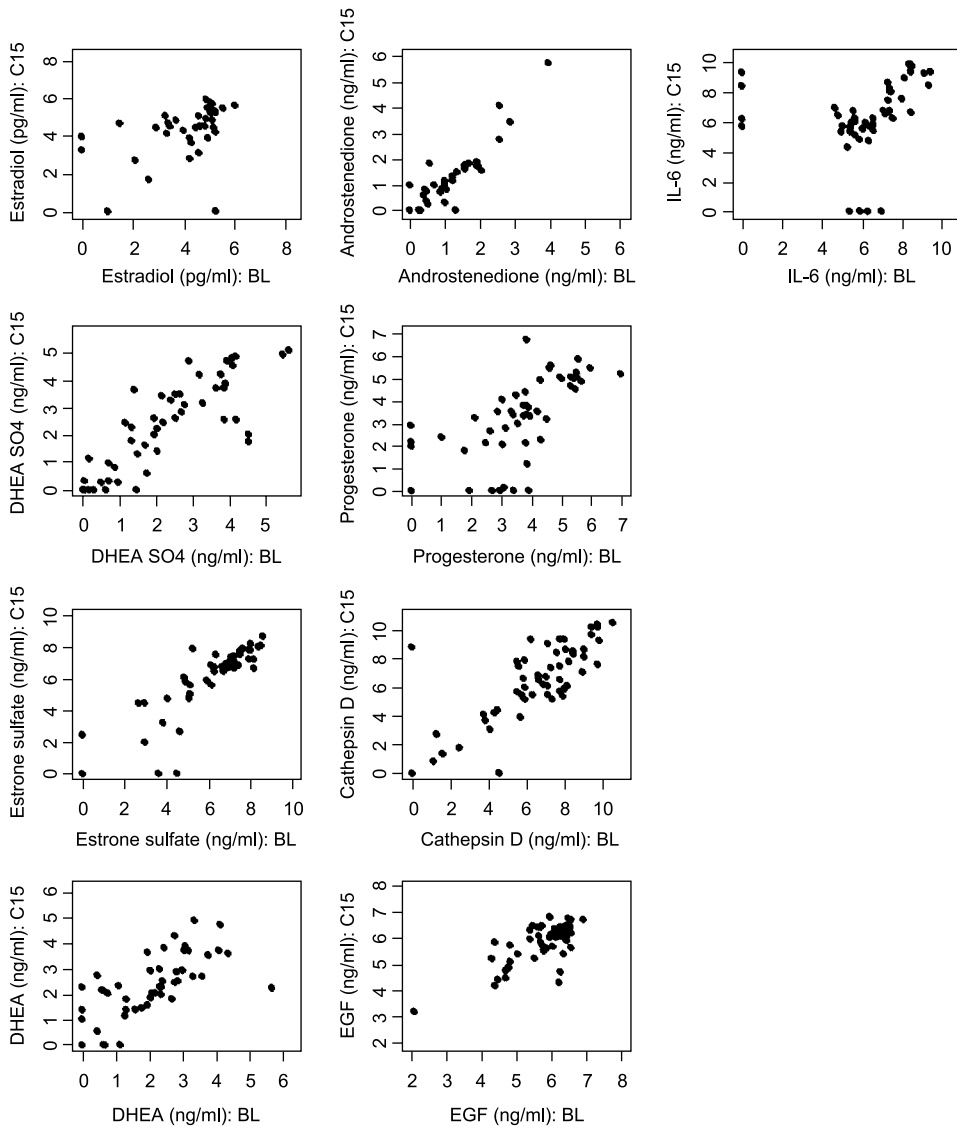 Estradiol (pg/ml): C15
8
6
4
2
0
0 2 4 6 8
Estradiol (pg/ml): BL
Androstenedione (ng/ml): C15
6
5
4
3
2
1
0
0 1 2 3 4 5 6
Androstenedione (ng/ml): BL
IL-6 (ng/ml): C15
10
8
6
4
2
0
0 2 4 6 8 10
IL-6 (ng/ml): BL
DHEA SO4 (ng/ml): C15
5
4
3
2
1
0
0 1 2 3 4 5
DHEA SO4 (ng/ml): BL
Progesterone (ng/ml): C15
7
6
5
4
3
2
1
0
0 1 2 3 4 5 6 7
Progesterone (ng/ml): BL
Estrone sulfate (ng/ml): C15
10
8
6
4
2
0
0 2 4 6 8 10
Estrone sulfate (ng/ml): BL
Cathepsin D (ng/ml): C15
10
8
6
4
2
0
0 2 4 6 8 10
Cathepsin D (ng/ml): BL
DHEA (ng/ml): C15
6
5
4
3
2
1
0
0 1 2 3 4 5 6
DHEA (ng/ml): BL
EGF (ng/ml): C15
8
7
6
5
4
3
2
2 3 4 5 6 7 8
EGF (ng/ml): BL